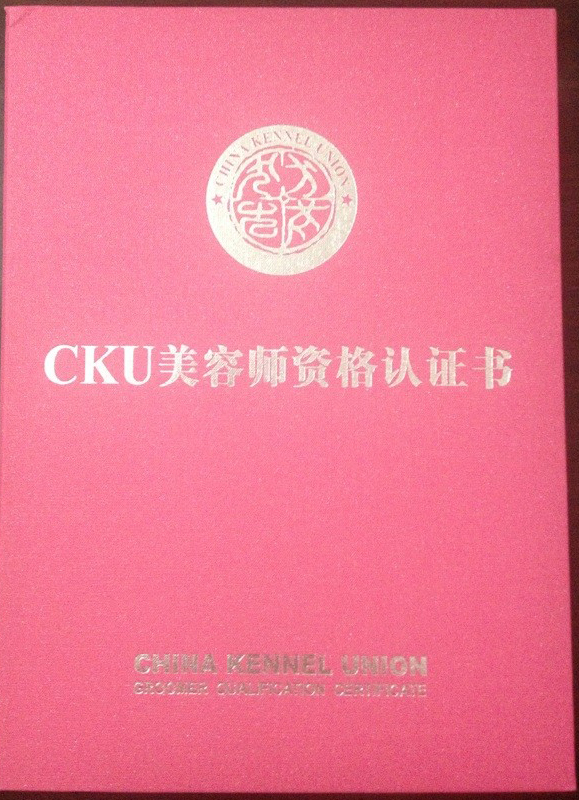 CHINA KENNEL UNION
CKU美容师资格认证书
CHINA KENNEL UNION
GROOMER QUALIFICATION CERTIFICATE